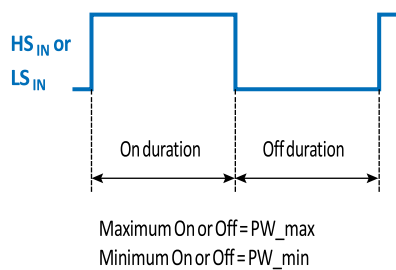 HS IN or
LS IN
On duration Off duration
Maximum On or Off = PW_max
Minimum On or Off = PW_min